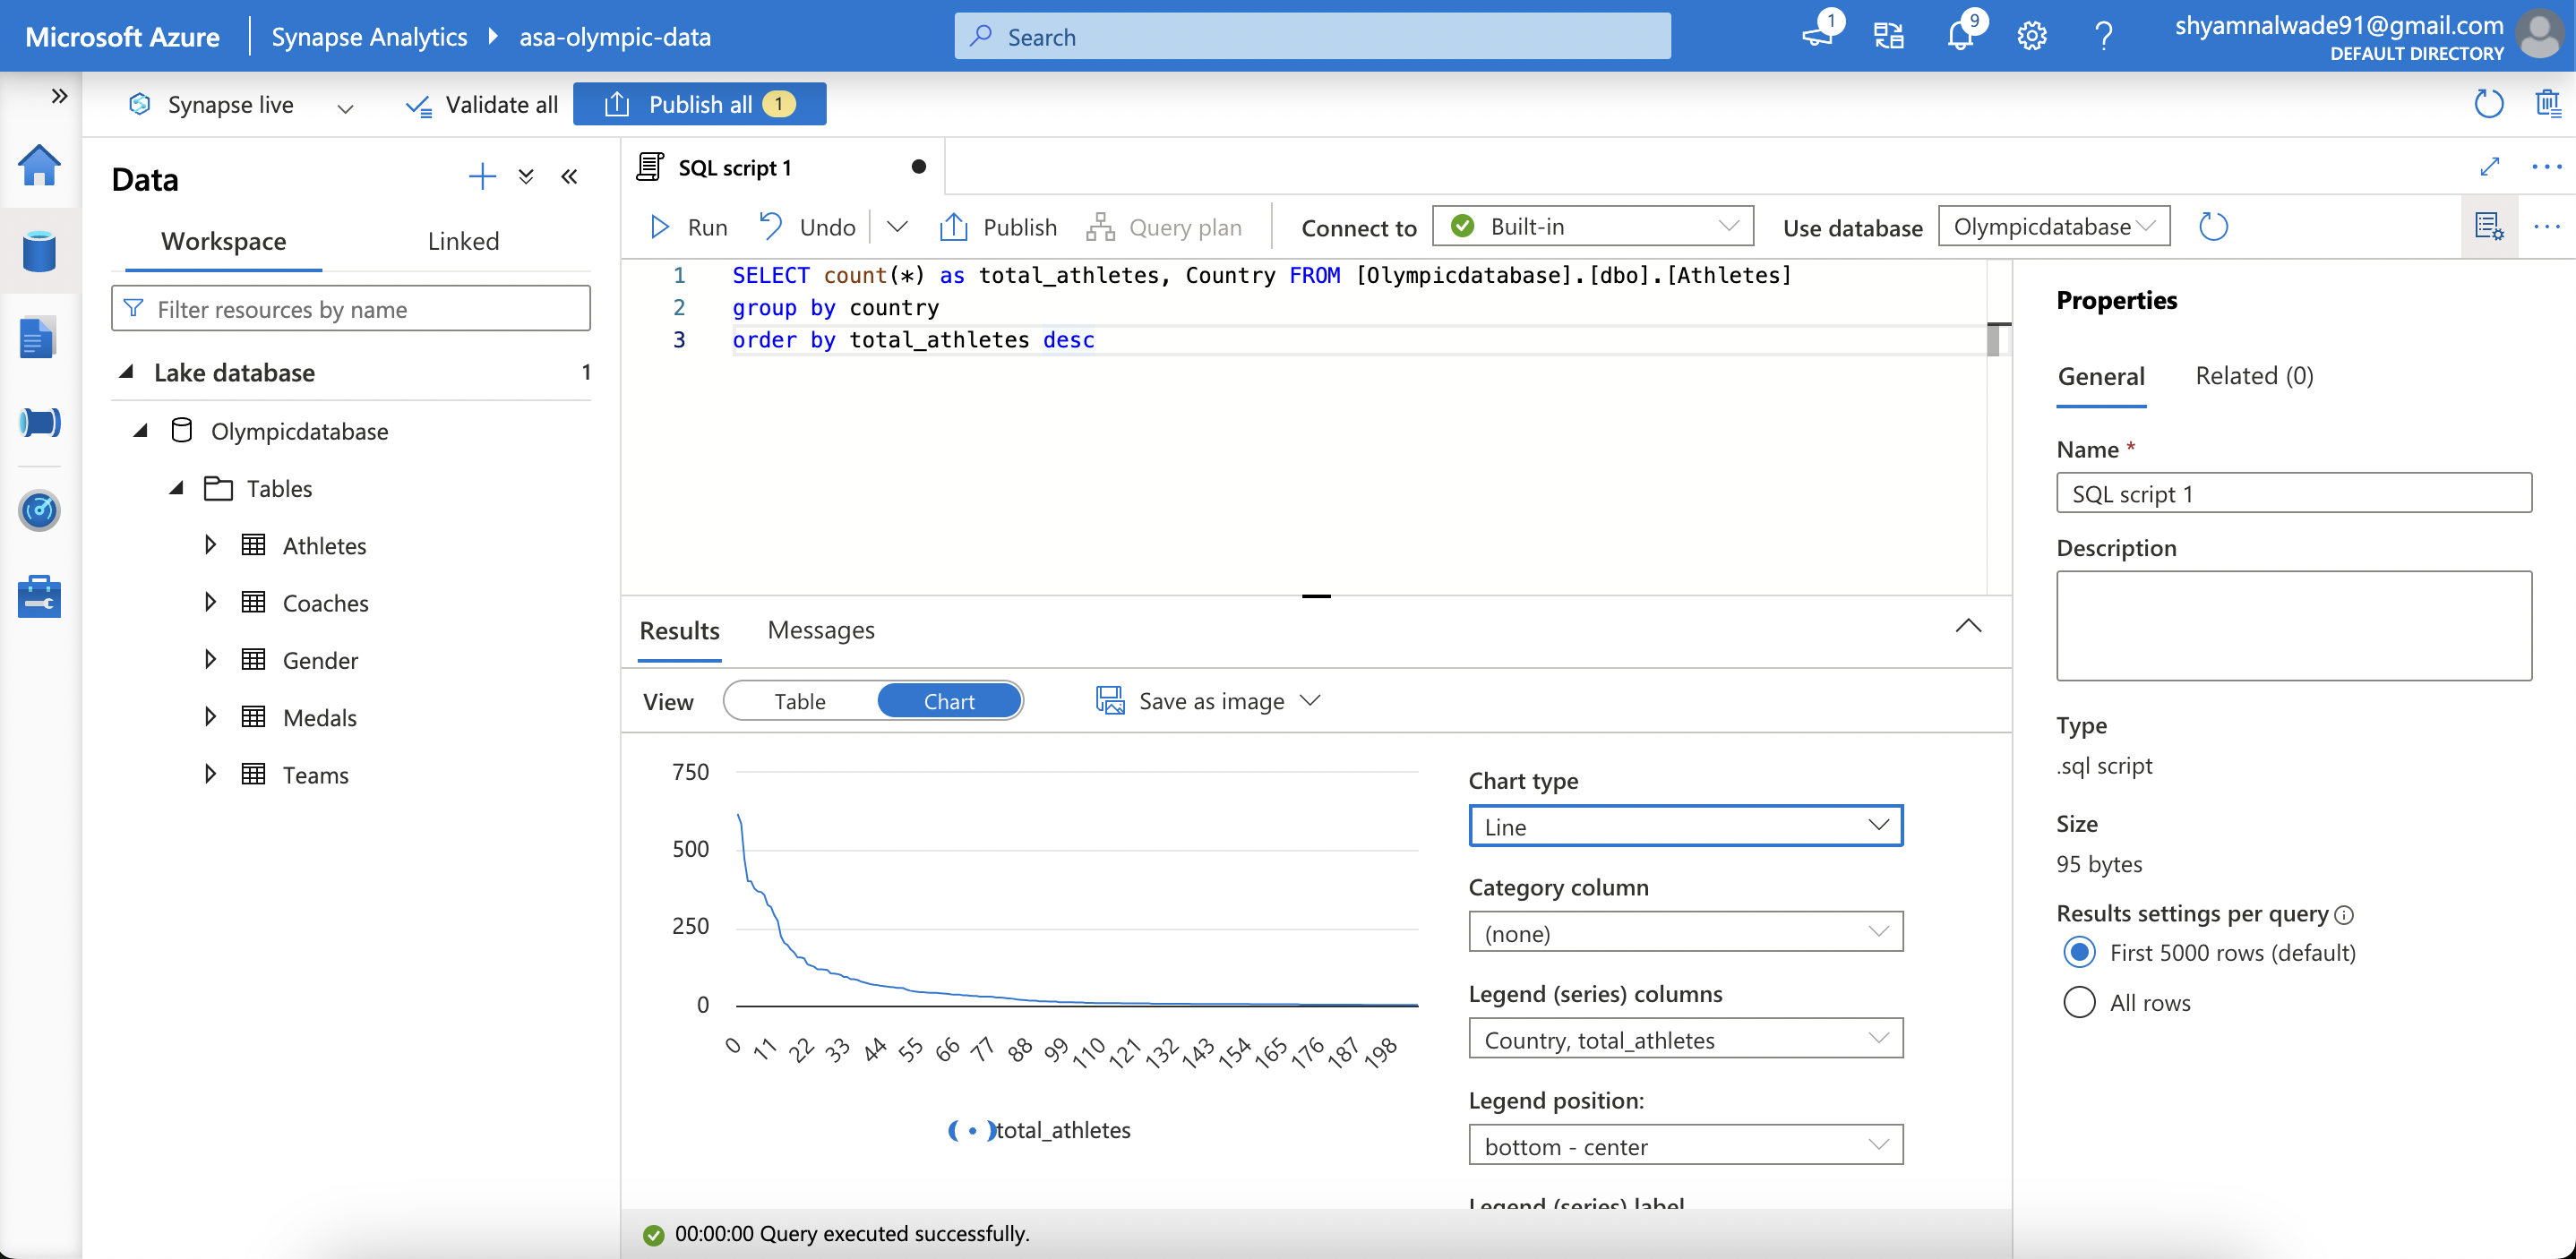 Microsoft Azure
Synapse Analytics
asa-olympic-data
Search
1
9
shyamnalwade91@gmail.com
DEFAULT DIRECTORY
Synapse live
Validate all
Publish all 1
Data
Workspace
Linked
Filter resources by name
Lake database
1
Olympicdatabase
Tables
Athletes
Coaches
Gender
Medals
Teams
SQL script 1
Run
Undo
Publish
Query plan
Connect to
Built-in
Use database
Olympicdatabase
1 SELECT count(*) as total_athletes, Country FROM [Olympicdatabase].[dbo].[Athletes]
2 group by country
3 order by total_athletes desc
Results
Messages
View
Table
Chart
Save as image
750
500
250
0
0 11 22 33 44 55 66 77 88 99 110 121 132 143 154 165 176 187 198
total_athletes
Chart type
Line
Category column
(none)
Legend (series) columns
Country, total_athletes
Legend position:
bottom - center
Legend (series) label
00:00:00 Query executed successfully.
Properties
General
Related (0)
Name *
SQL script 1
Description
Type
.sql script
Size
95 bytes
Results settings per query
First 5000 rows (default)
All rows